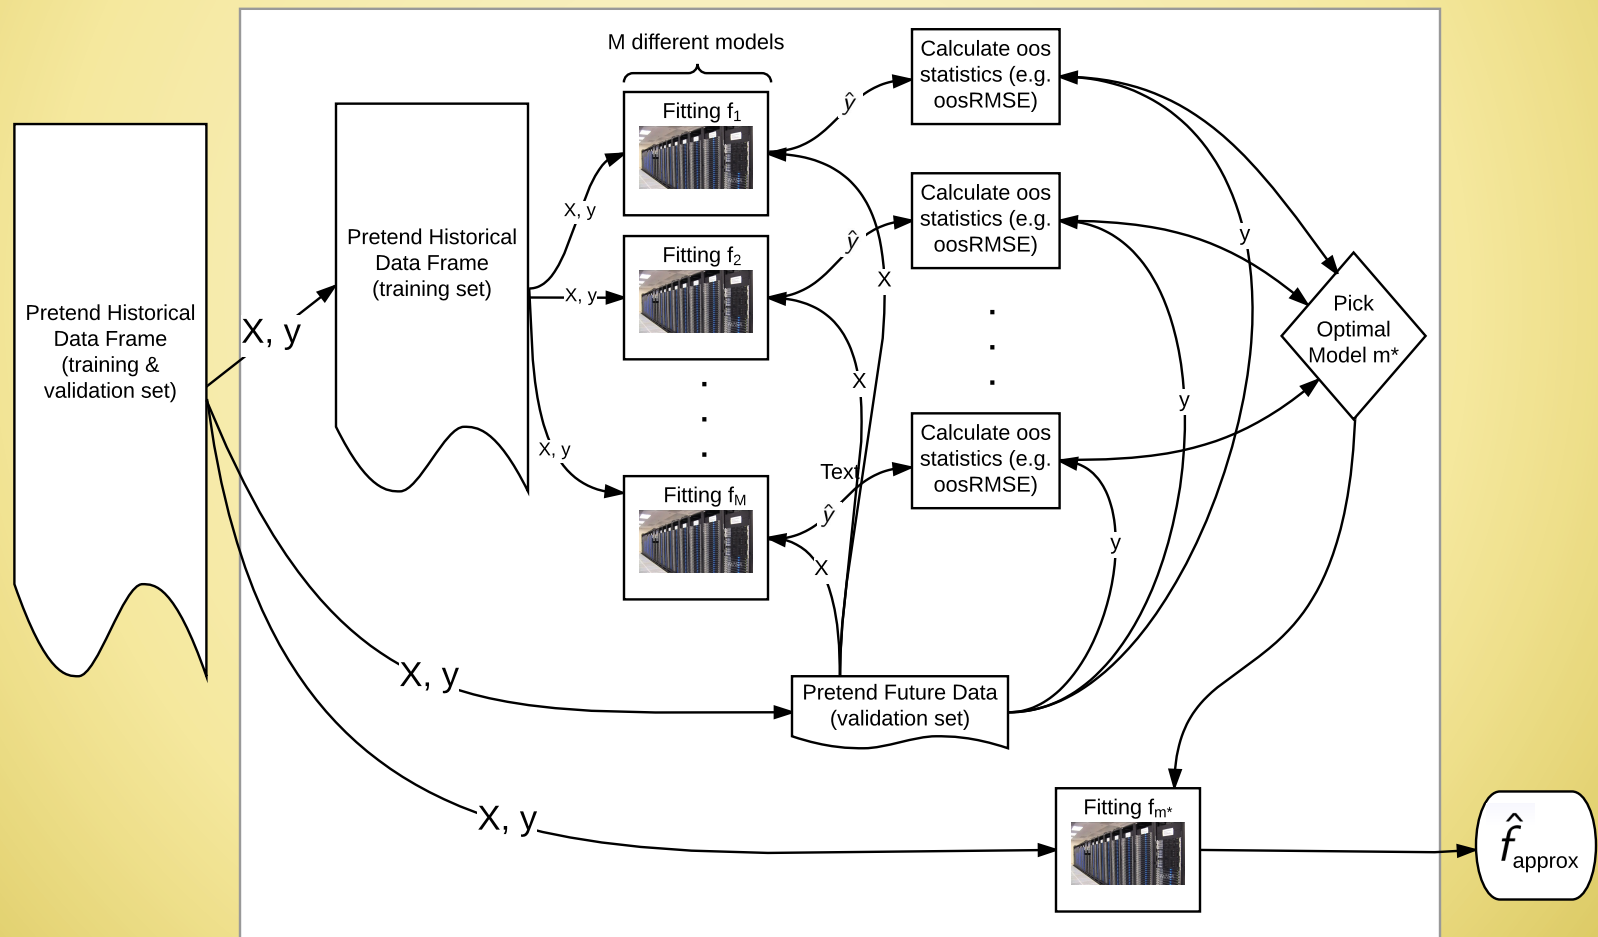 M different models
Calculate oos
statistics (e.g.
oosRMSE)
Fitting f1
ŷ
Pretend Historical
Data Frame
(training set)
X, y
Calculate oos
statistics (e.g.
oosRMSE)
Fitting f2
ŷ
y
X, y
X
Pretend Historical
Data Frame
(training &
validation set)
X, y
Pick
Optimal
Model m*
X
y
X, y
Calculate oos
statistics (e.g.
oosRMSE)
Text
Fitting fM
ŷ
y
X
X, y
Pretend Future Data
(validation set)
X, y
Fitting fm*
f̂approx